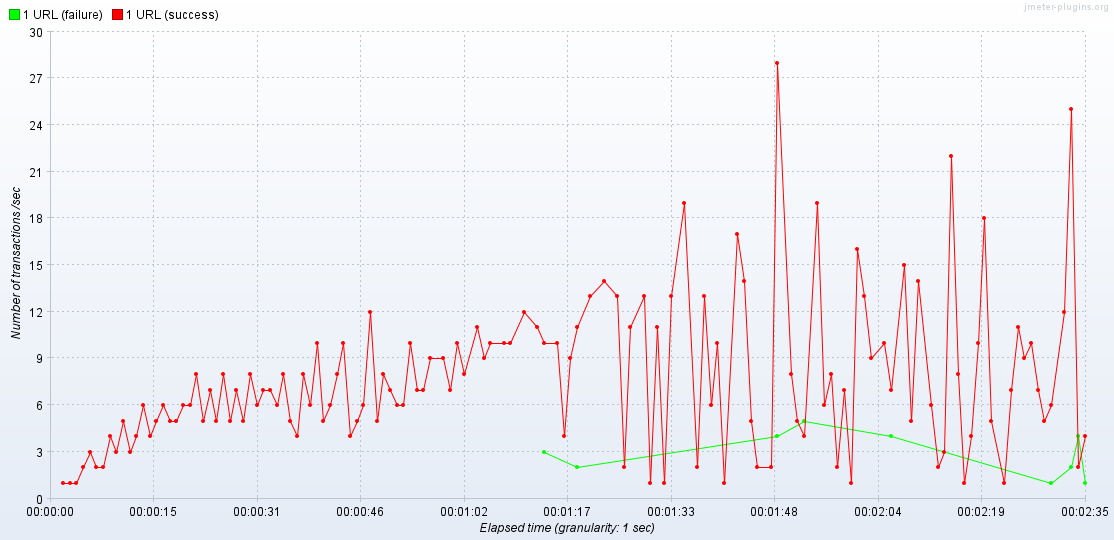 jmeter-plugins.org
1 URL (failure) 1 URL (success)
30
27
24
21
18
15
12
9
6
3
0
Number of transactions /sec
00:00:00 00:00:15 00:00:31 00:00:46 00:01:02 00:01:17 00:01:33 00:01:48 00:02:04 00:02:19 00:02:35
Elapsed time (granularity: 1 sec)